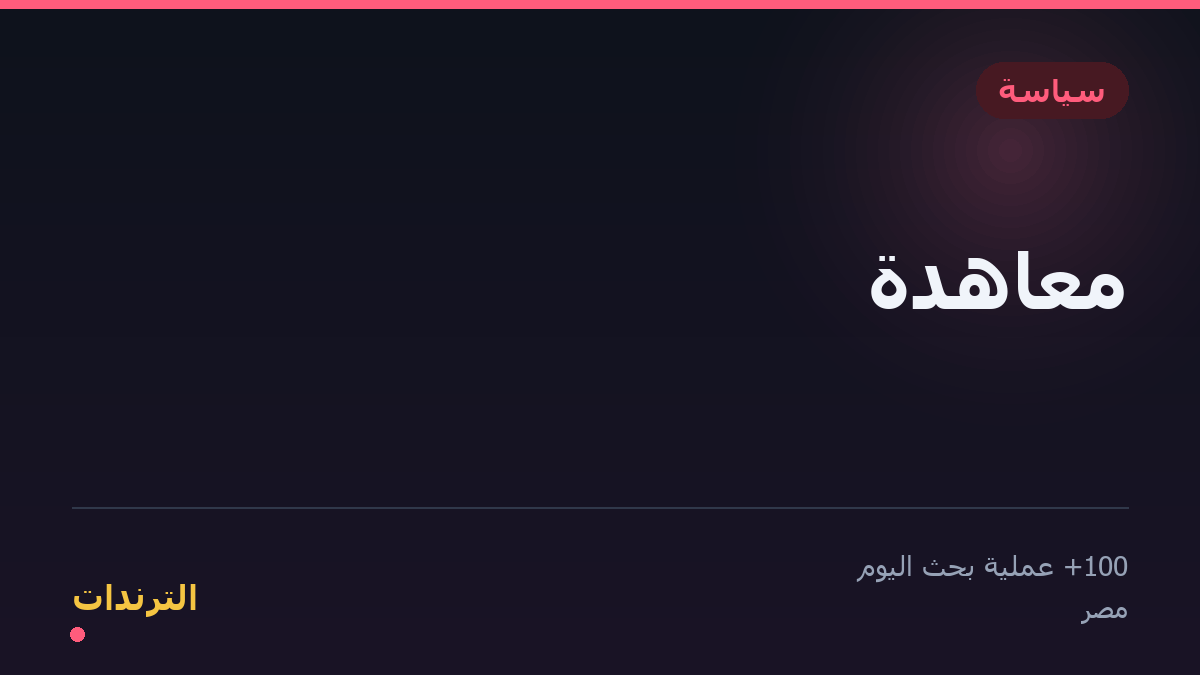 سياسة
معاهدة
100+ عملية بحث اليوم
مصر
الترندات